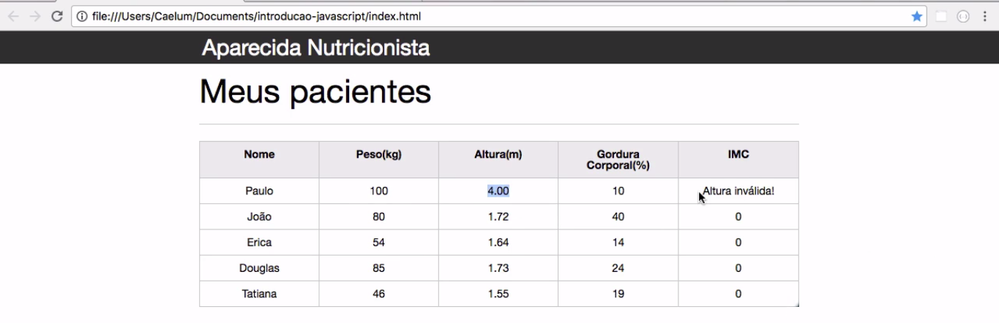 file:///Users/Caelum/Documents/introducao-javascript/index.html
Aparecida Nutricionista
Meus pacientes
Nome Peso(kg) Altura(m) Gordura Corporal(%) IMC
Paulo 100 4.00 10 Altura inválida!
João 80 1.72 40 0
Erica 54 1.64 14 0
Douglas 85 1.73 24 0
Tatiana 46 1.55 19 0